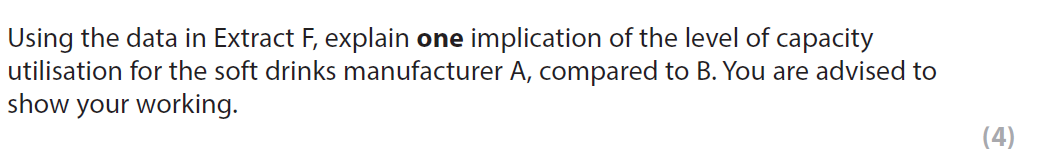 Using the data in Extract F, explain one implication of the level of capacity
utilisation for the soft drinks manufacturer A, compared to B. You are advised to
show your working.
(4)